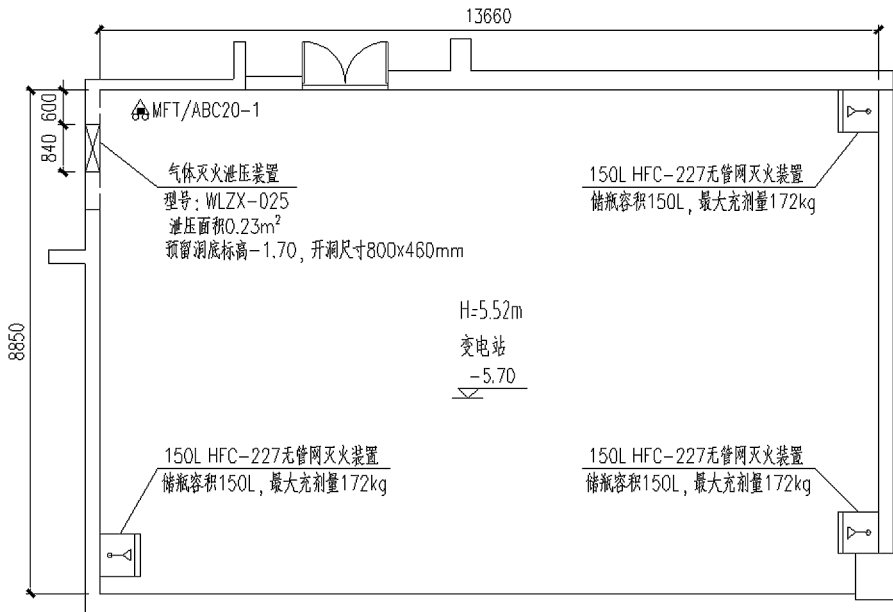 13660
600
840
8850
MFT/ABC20-1
气体灭火泄压装置
型号: WLZX-025
泄压面积0.23m²
预留洞底标高-1.70, 开洞尺寸800x460mm
150L HFC-227无管网灭火装置
储瓶容积150L, 最大充剂量172kg
H=5.52m
变电站
-5.70
150L HFC-227无管网灭火装置
储瓶容积150L, 最大充剂量172kg
150L HFC-227无管网灭火装置
储瓶容积150L, 最大充剂量172kg